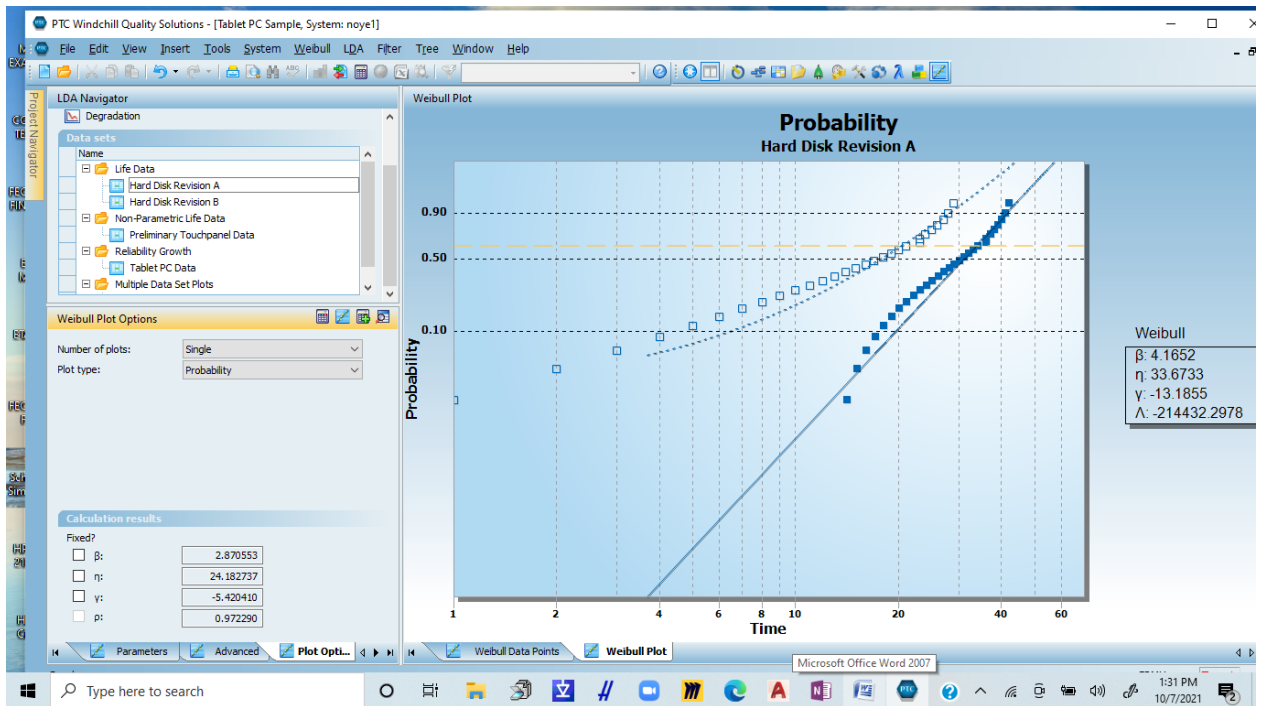 PTC Windchill Quality Solutions - [Tablet PC Sample, System: noye1]
File Edit View Insert Tools System Weibull LDA Filter Tree Window Help
Project Navigator
LDA Navigator
Degradation
Data sets
Name
Life Data
Hard Disk Revision A
Hard Disk Revision B
Non-Parametric Life Data
Preliminary Touchpanel Data
Reliability Growth
Tablet PC Data
Multiple Data Set Plots
Weibull Plot Options
Number of plots: Single
Plot type: Probability
Calculation results
Fixed?
β: 2.870553
η: 24.182737
γ: -5.420410
ρ: 0.972290
Parameters Advanced Plot Opti...
Weibull Plot
Probability
Hard Disk Revision A
0.90
0.50
0.10
Probability
1 2 4 6 8 10 20 40 60
Time
Weibull
β: 4.1652
η: 33.6733
γ: -13.1855
Λ: -214432.2978
Weibull Data Points Weibull Plot
Microsoft Office Word 2007
Type here to search
1:31 PM
10/7/2021
2